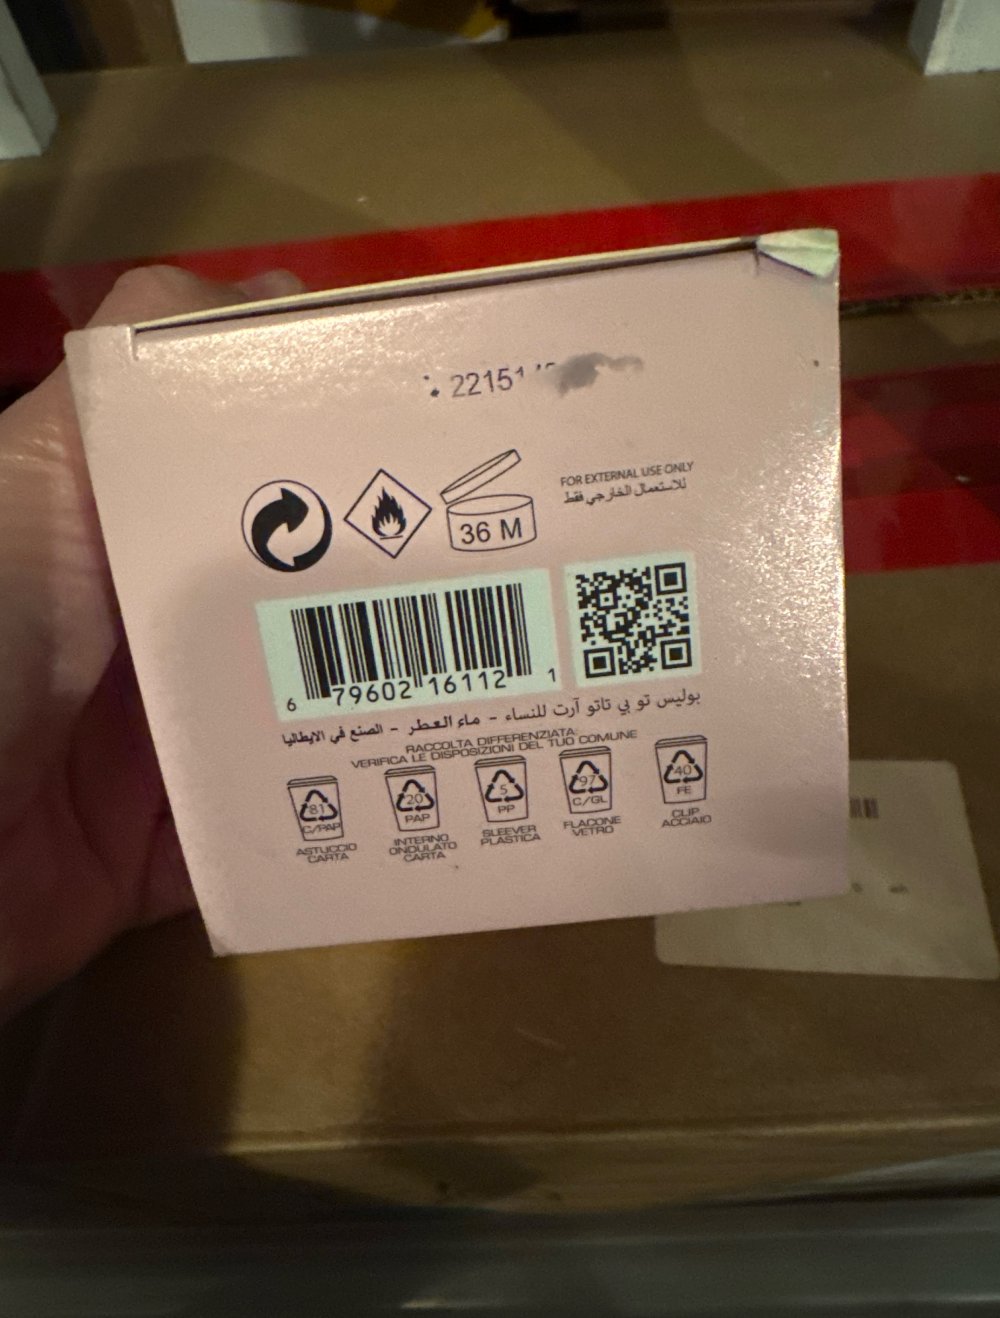 36 M
FOR EXTERNAL USE ONLY
للاستعمال الخارجي فقط
6 79602 16112 1
بوليس تو بي تاتو آرت للنساء - ماء العطر - الصنع في الايطاليا
RACCOLTA DIFFERENZIATA.
VERIFICA LE DISPOSIZIONI DEL TUO COMUNE
81
C/PAP
ASTUCCIO
CARTA
20
PAP
INTERNO
ONDULATO
CARTA
5
PP
SLEEVER
PLASTICA
97
C/GL
FLACONE
VETRO
40
FE
CLIP
ACCIAIO